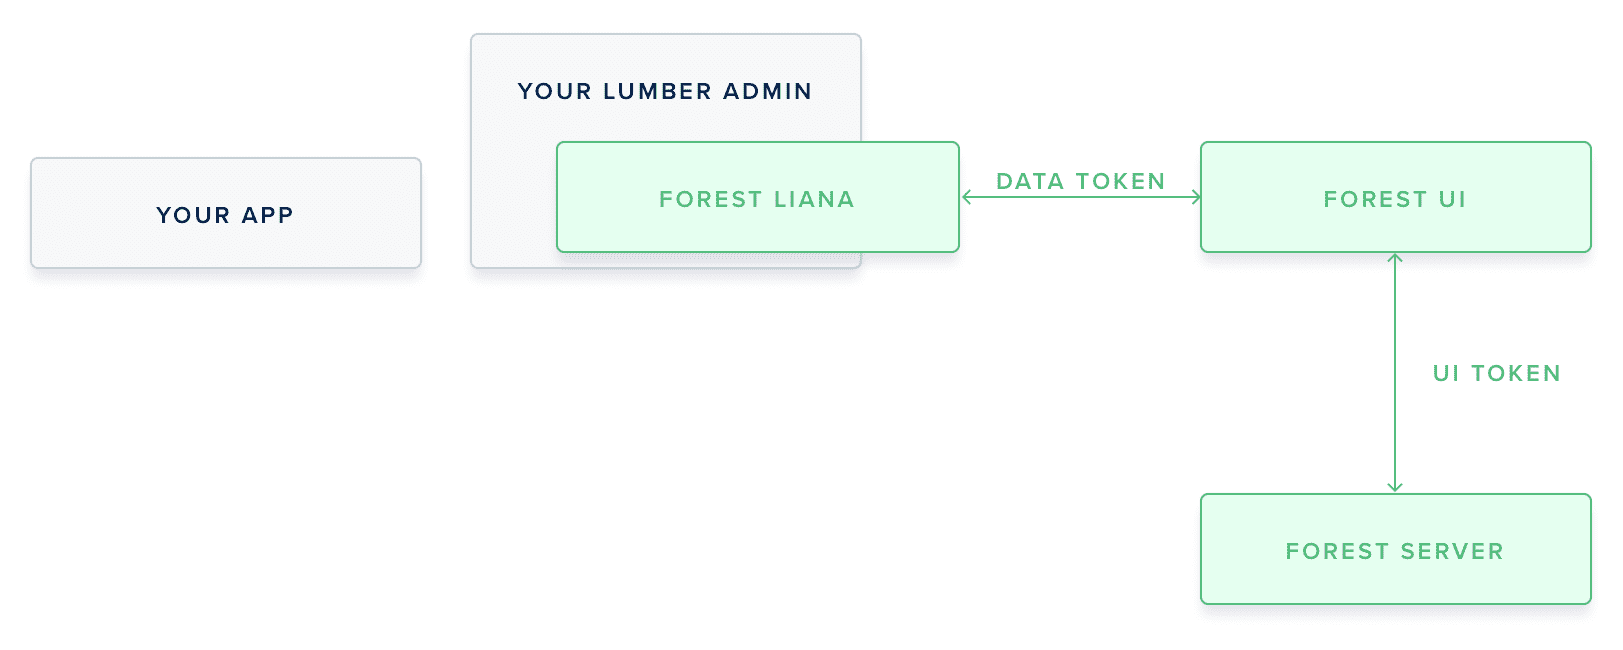 YOUR LUMBER ADMIN
YOUR APP
FOREST LIANA
DATA TOKEN
FOREST UI
UI TOKEN
FOREST SERVER